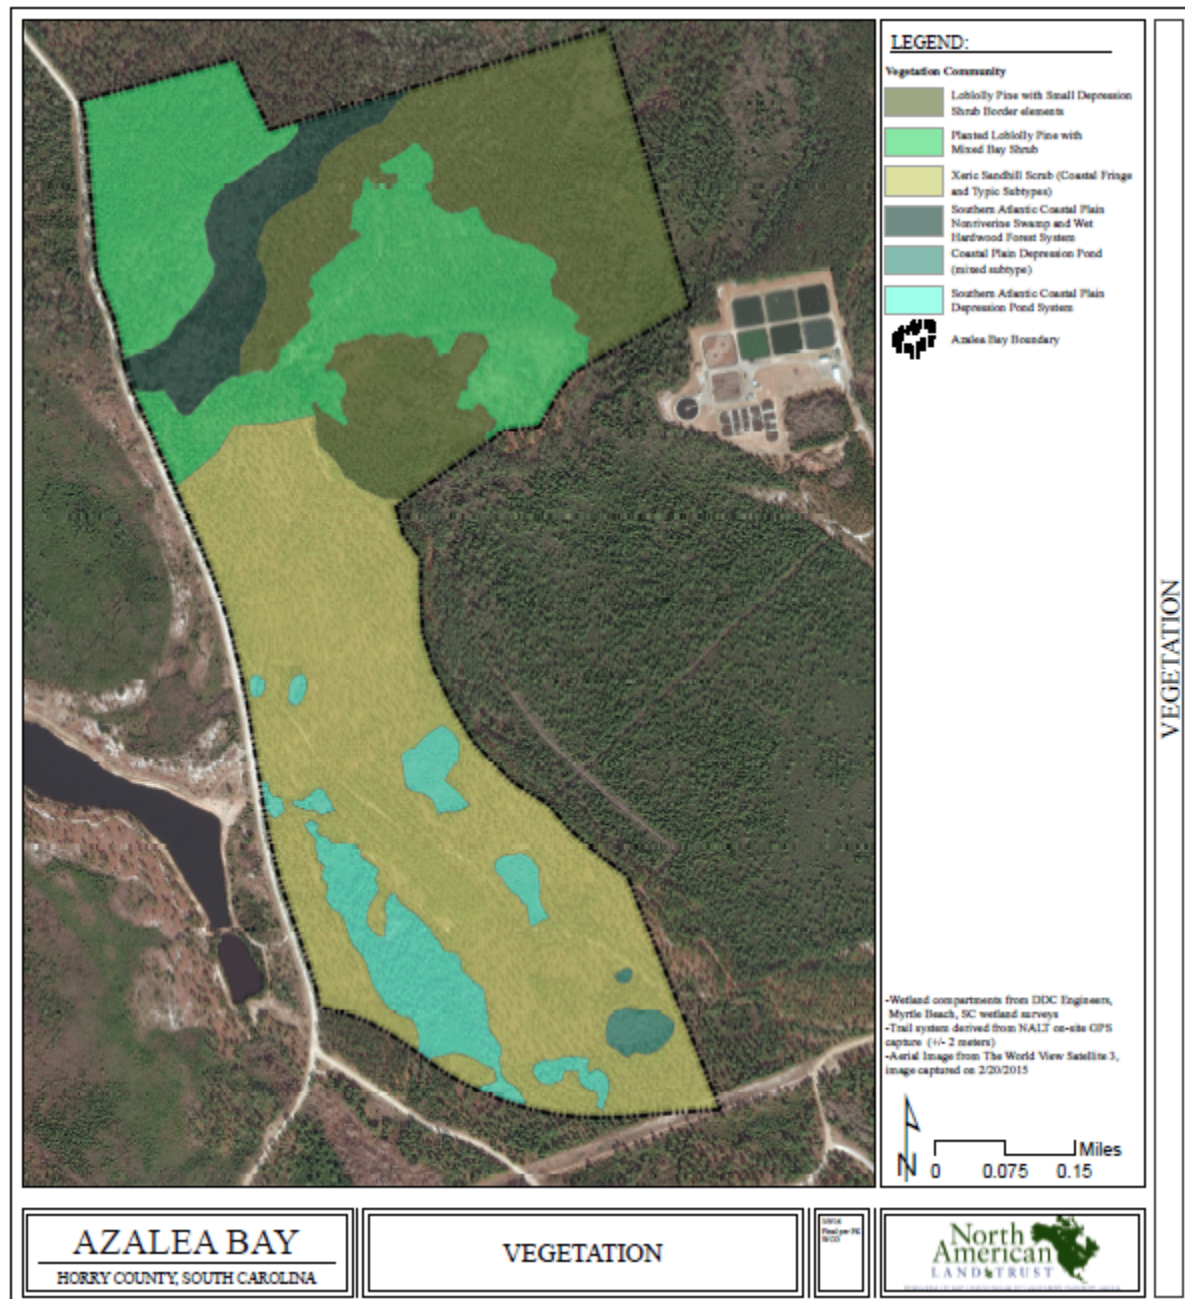 LEGEND:
Vegetation Community
Loblolly Pine with Small Depression
Shrub Border elements
Planted Loblolly Pine with
Mixed Bay Shrub
Xeric Sandhill Scrub (Coastal Fringe
and Typic Subtypes)
Southern Atlantic Coastal Plain
Nonriverine Swamp and Wet
Hardwood Forest System
Coastal Plain Depression Pond
(mixed subtype)
Southern Atlantic Coastal Plain
Depression Pond System
Azalea Bay Boundary
VEGETATION
-Wetland compartments from DDC Engineers,
Myrtle Beach, SC wetland surveys
-Trail system derived from NALT on-site GPS
capture (+/- 2 meters)
-Aerial Image from The World View Satellite 3,
image captured on 2/20/2015
N
Miles
0 0.075 0.15
AZALEA BAY
HORRY COUNTY, SOUTH CAROLINA
VEGETATION
North
American
LAND TRUST